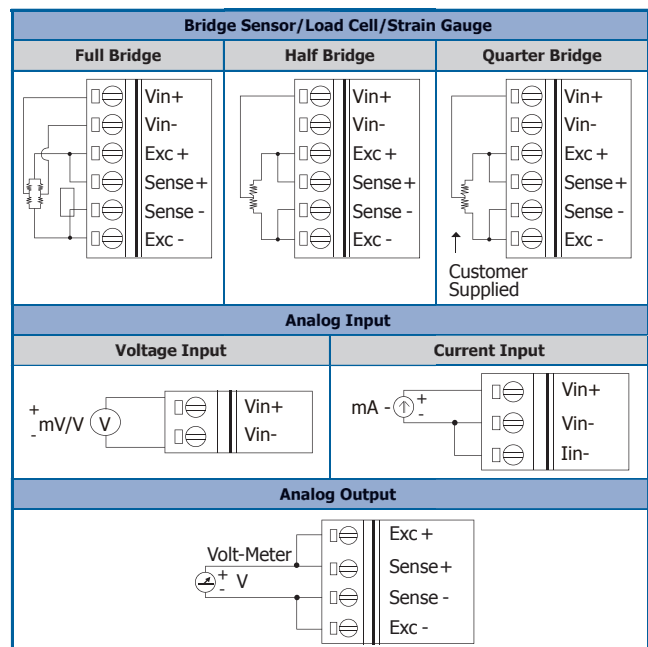 Bridge Sensor/Load Cell/Strain Gauge
Full Bridge
Half Bridge
Quarter Bridge
Vin+
Vin-
Exc +
Sense+
Sense -
Exc -
Vin+
Vin-
Exc +
Sense+
Sense -
Exc -
Vin+
Vin-
Exc +
Sense+
Sense -
Exc -
Customer
Supplied
Analog Input
Voltage Input
Current Input
+
mV/V
-
V
Vin+
Vin-
mA -
+
-
Vin+
Vin-
Iin-
Analog Output
Volt-Meter
+
V
-
Exc +
Sense+
Sense -
Exc -